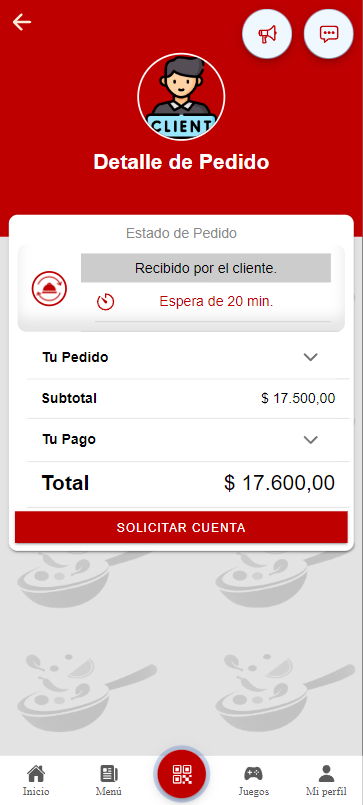 CLIENT
Detalle de Pedido
Estado de Pedido
Recibido por el cliente.
Espera de 20 min.
Tu Pedido
Subtotal $ 17.500,00
Tu Pago
Total $ 17.600,00
SOLICITAR CUENTA
Inicio Menú Juegos Mi perfil